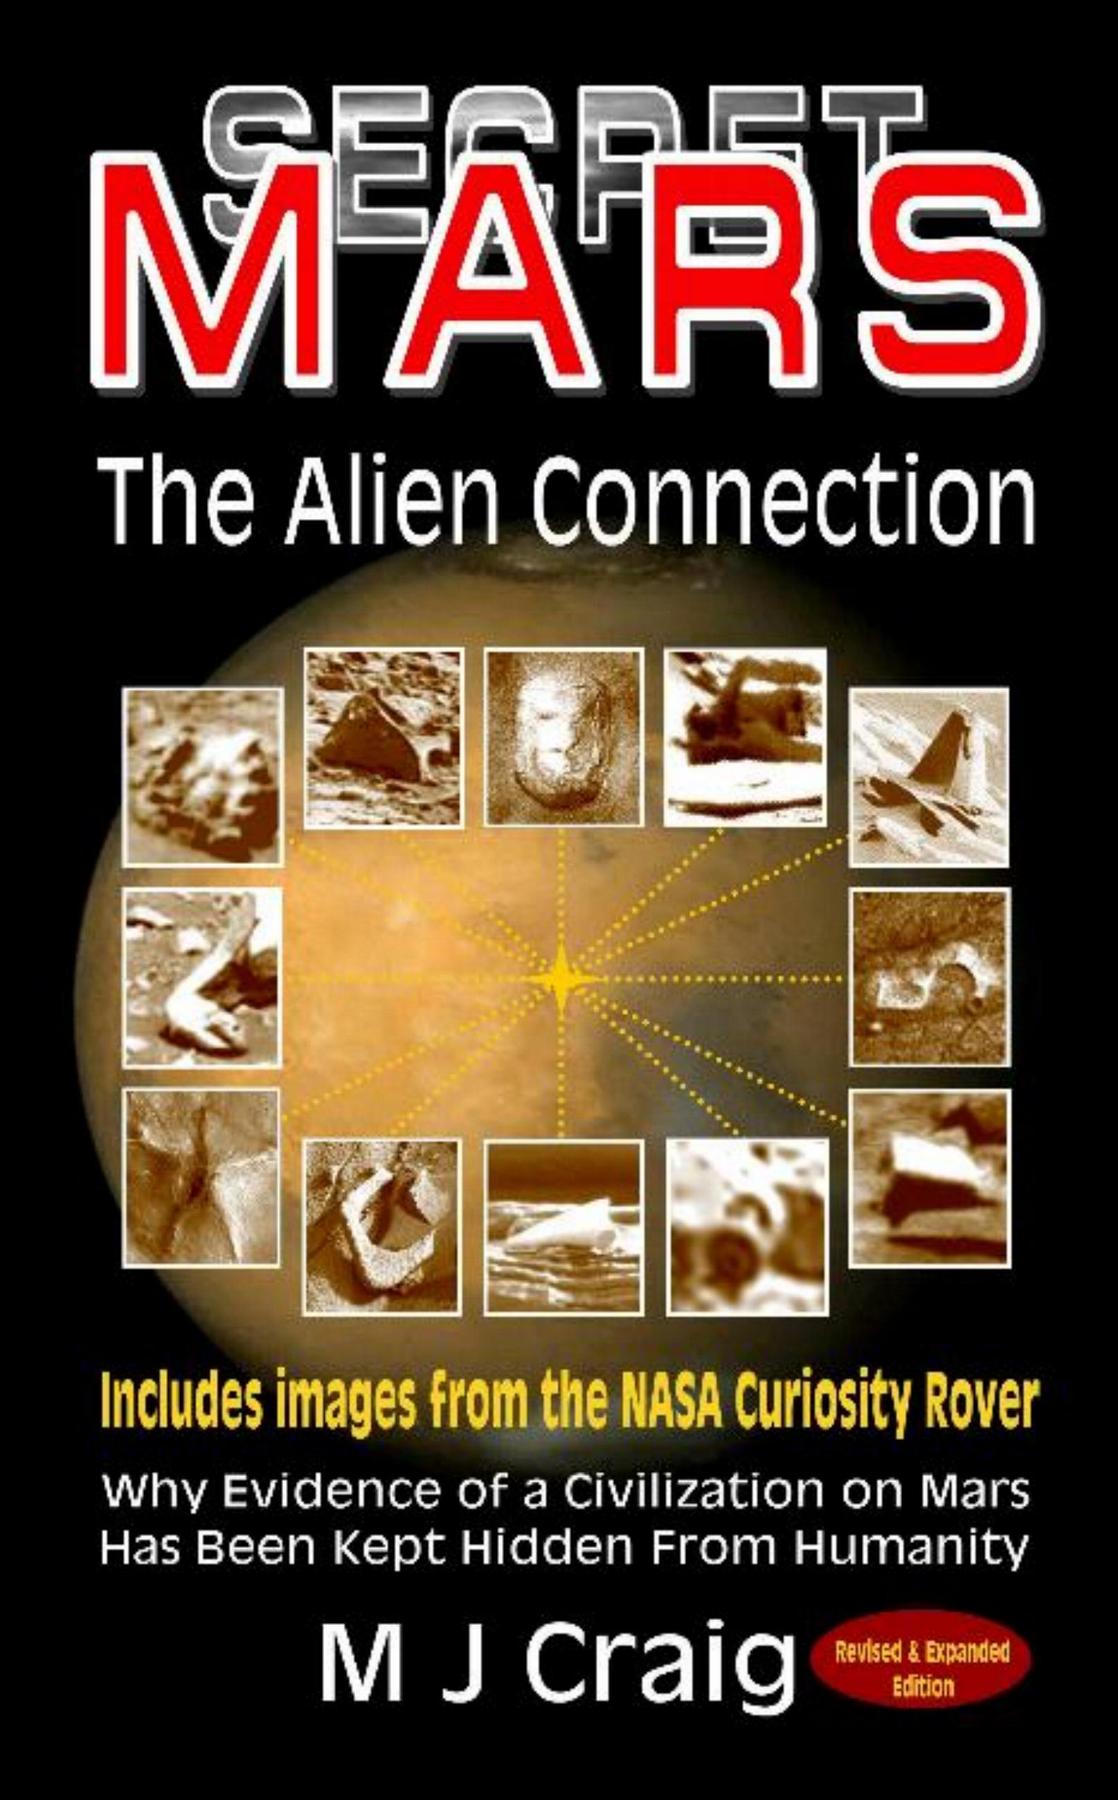 SECRET
MARS
The Alien Connection
Includes images from the NASA Curiosity Rover
Why Evidence of a Civilization on Mars
Has Been Kept Hidden From Humanity
M J Craig
Revised & Expanded
Edition